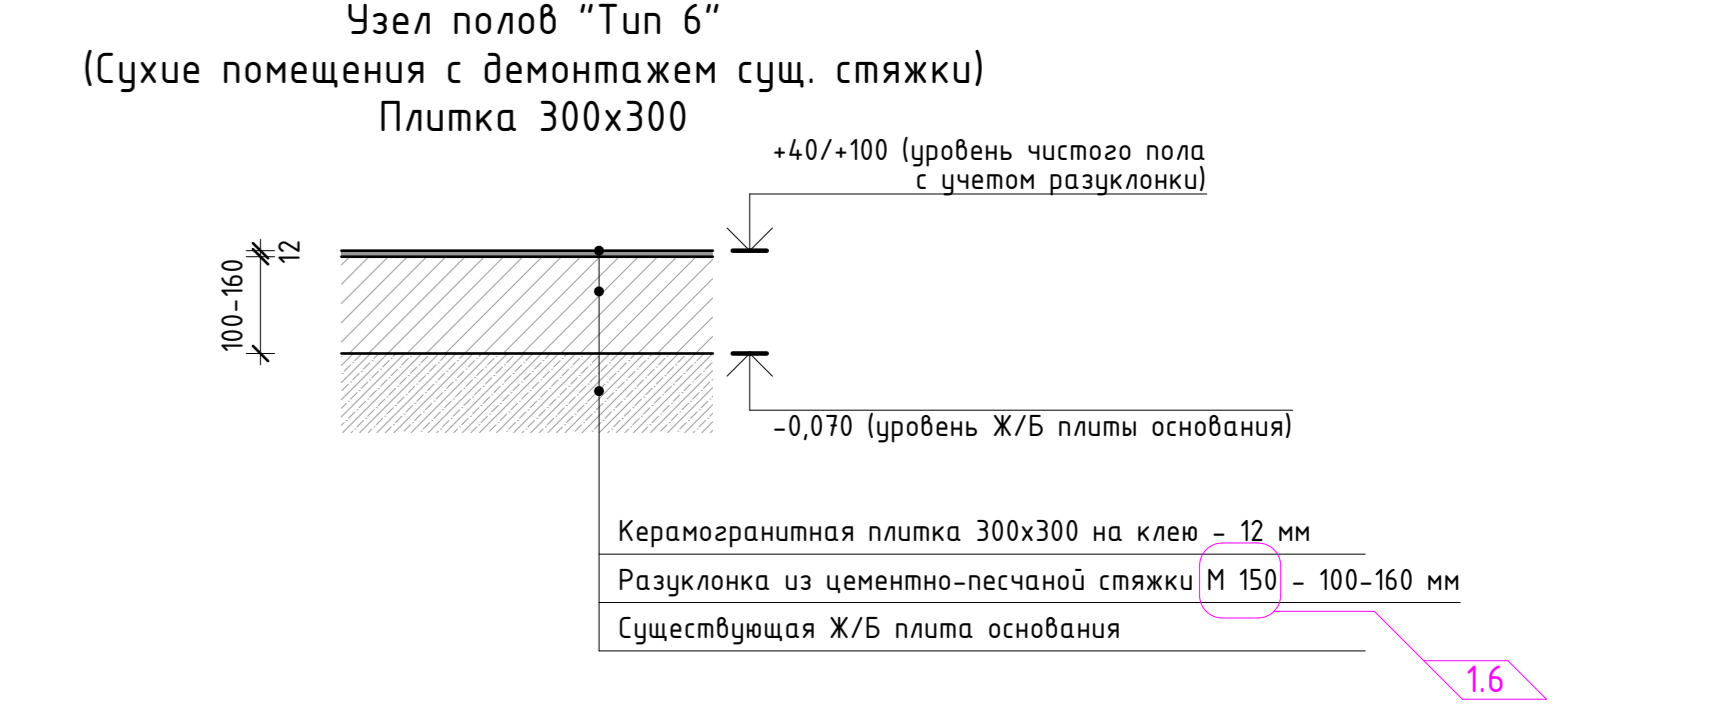 Узел полов "Тип 6"
(Сухие помещения с демонтажем сущ. стяжки)
Плитка 300х300
+40/+100 (уровень чистого пола
с учетом разуклонки)
12
100-160
-0,070 (уровень Ж/Б плиты основания)
Керамогранитная плитка 300х300 на клею - 12 мм
Разуклонка из цементно-песчаной стяжки М 150 - 100-160 мм
Существующая Ж/Б плита основания
1.6